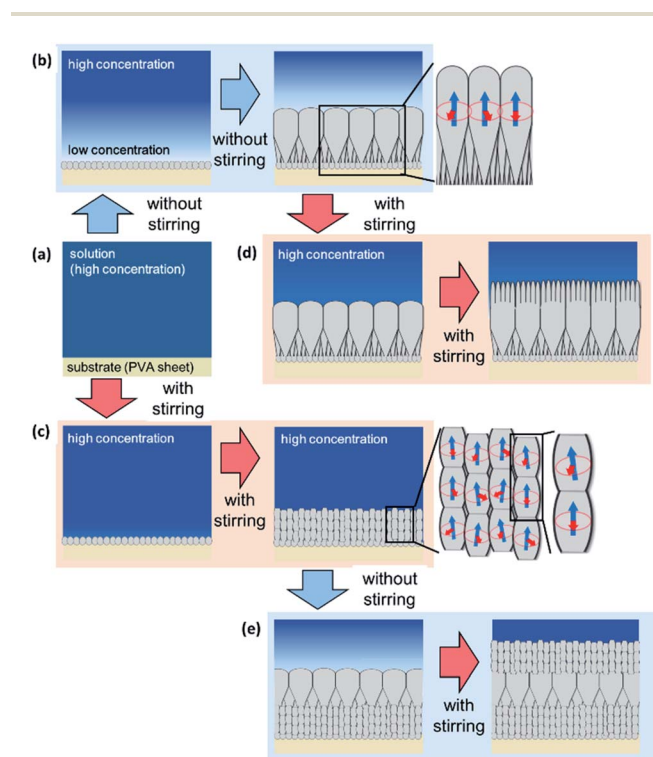 (b)
high concentration
low concentration
without
stirring
with
stirring
without
stirring
(a)
solution
(high concentration)
substrate (PVA sheet)
with
stirring
(d)
high concentration
with
stirring
(c)
high concentration
with
stirring
high concentration
without
stirring
(e)
with
stirring